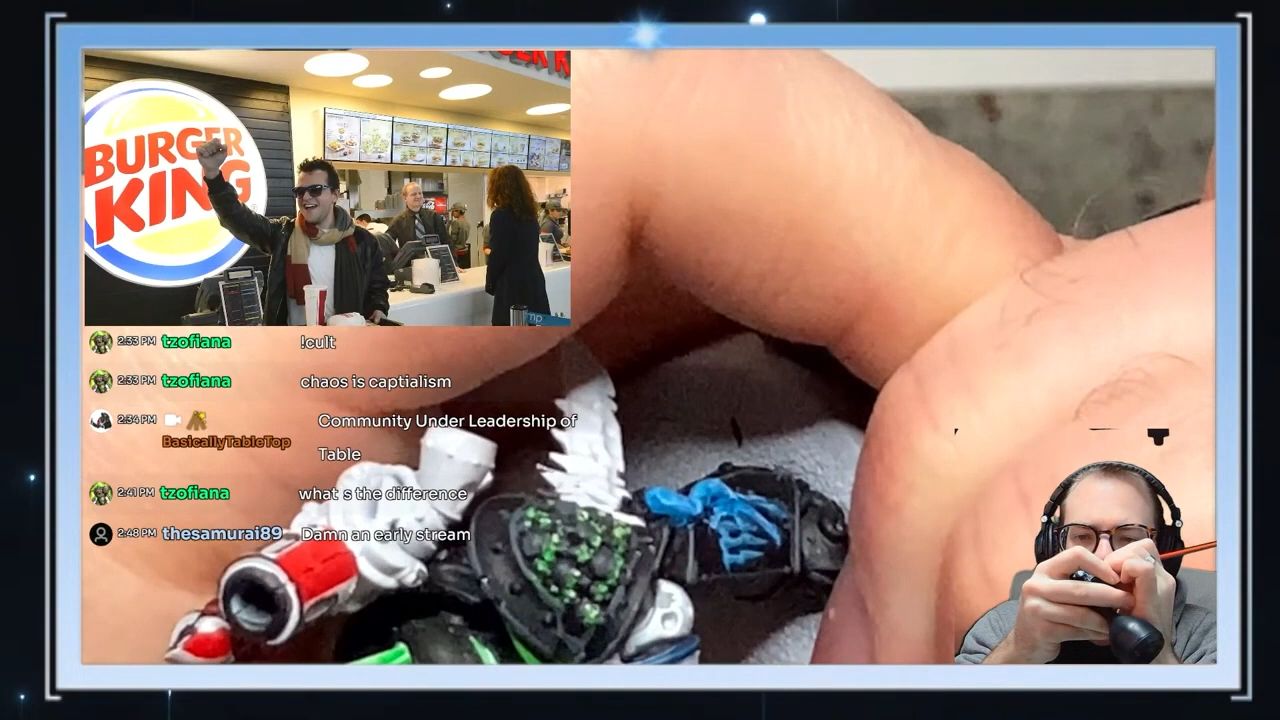 BURGER
KING
2:33 PM tzofiana !cult
2:33 PM tzofiana chaos is captialism
2:34 PM BasicallyTableTop Community Under Leadership of
Table
2:41 PM tzofiana what s the difference
2:48 PM thesamurai89 Damn an early stream